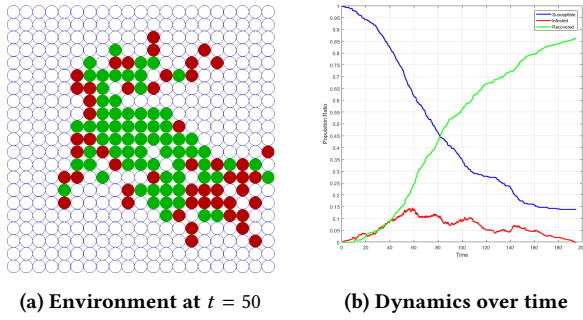 Susceptible
Infected
Recovered
1
0.95
0.9
0.85
0.8
0.75
0.7
0.65
0.6
0.55
0.5
0.45
0.4
0.35
0.3
0.25
0.2
0.15
0.1
0.05
0
Population Ratio
0 20 40 60 80 100 120 140 160 180 200
Time
(a) Environment at t = 50
(b) Dynamics over time